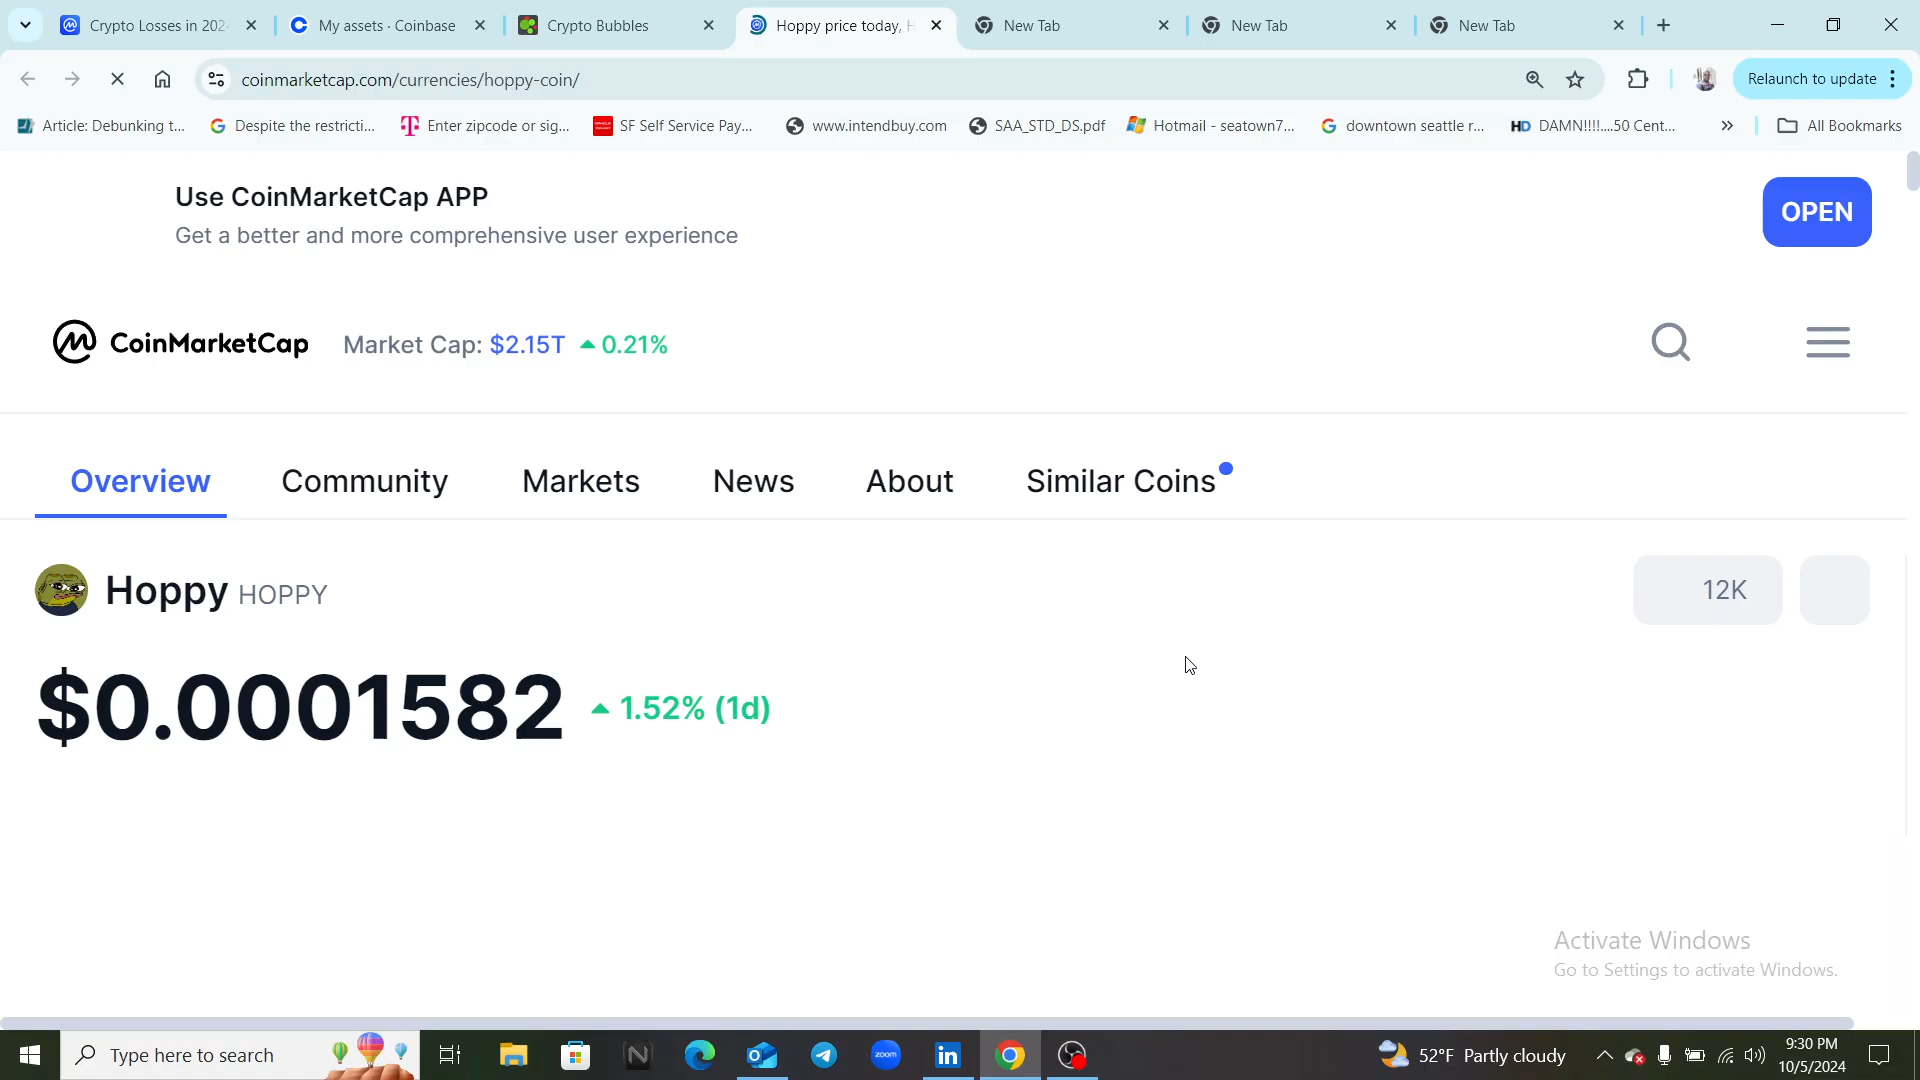 Crypto Losses in 202
My assets · Coinbase
Crypto Bubbles
Hoppy price today, H
New Tab
New Tab
New Tab
coinmarketcap.com/currencies/hoppy-coin/
Relaunch to update
Article: Debunking t...
Despite the restricti...
Enter zipcode or sig...
SF Self Service Pay...
www.intendbuy.com
SAA_STD_DS.pdf
Hotmail - seatown7...
downtown seattle r...
HD DAMN!!!!....50 Cent...
All Bookmarks
Use CoinMarketCap APP
Get a better and more comprehensive user experience
OPEN
CoinMarketCap
Market Cap: $2.15T 0.21%
Overview Community Markets News About Similar Coins
Hoppy HOPPY
12K
$0.0001582 1.52% (1d)
Activate Windows
Go to Settings to activate Windows.
Type here to search
zoom
in
52°F Partly cloudy
9:30 PM
10/5/2024